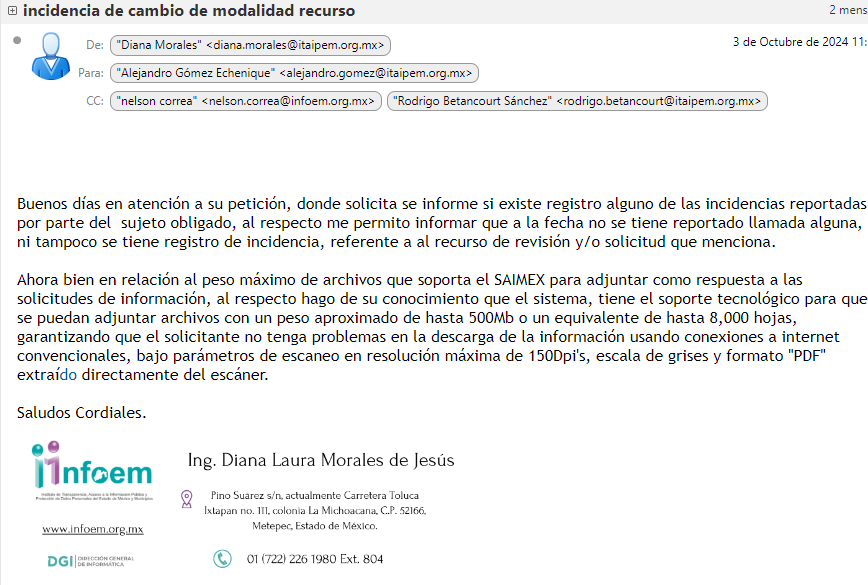 incidencia de cambio de modalidad recurso
2 mens
De: "Diana Morales" <diana.morales@itaipem.org.mx>
3 de Octubre de 2024 11:
Para: "Alejandro Gómez Echenique" <alejandro.gomez@itaipem.org.mx>
CC: "nelson correa" <nelson.correa@infoem.org.mx> "Rodrigo Betancourt Sánchez" <rodrigo.betancourt@itaipem.org.mx>
Buenos días en atención a su petición, donde solicita se informe si existe registro alguno de las incidencias reportadas
por parte del sujeto obligado, al respecto me permito informar que a la fecha no se tiene reportado llamada alguna,
ni tampoco se tiene registro de incidencia, referente a al recurso de revisión y/o solicitud que menciona.
Ahora bien en relación al peso máximo de archivos que soporta el SAIMEX para adjuntar como respuesta a las
solicitudes de información, al respecto hago de su conocimiento que el sistema, tiene el soporte tecnológico para que
se puedan adjuntar archivos con un peso aproximado de hasta 500Mb o un equivalente de hasta 8,000 hojas,
garantizando que el solicitante no tenga problemas en la descarga de la información usando conexiones a internet
convencionales, bajo parámetros de escaneo en resolución máxima de 150Dpi's, escala de grises y formato "PDF"
extraído directamente del escáner.
Saludos Cordiales.
infoem
Instituto de Transparencia, Acceso a la Información Pública y
Protección de Datos Personales del Estado de México y Municipios
www.infoem.org.mx
DGI DIRECCIÓN GENERAL
DE INFORMÁTICA
Ing. Diana Laura Morales de Jesús
Pino Suárez s/n, actualmente Carretera Toluca
Ixtapan no. 111, colonia La Michoacana, C.P. 52166,
Metepec, Estado de México.
01 (722) 226 1980 Ext. 804